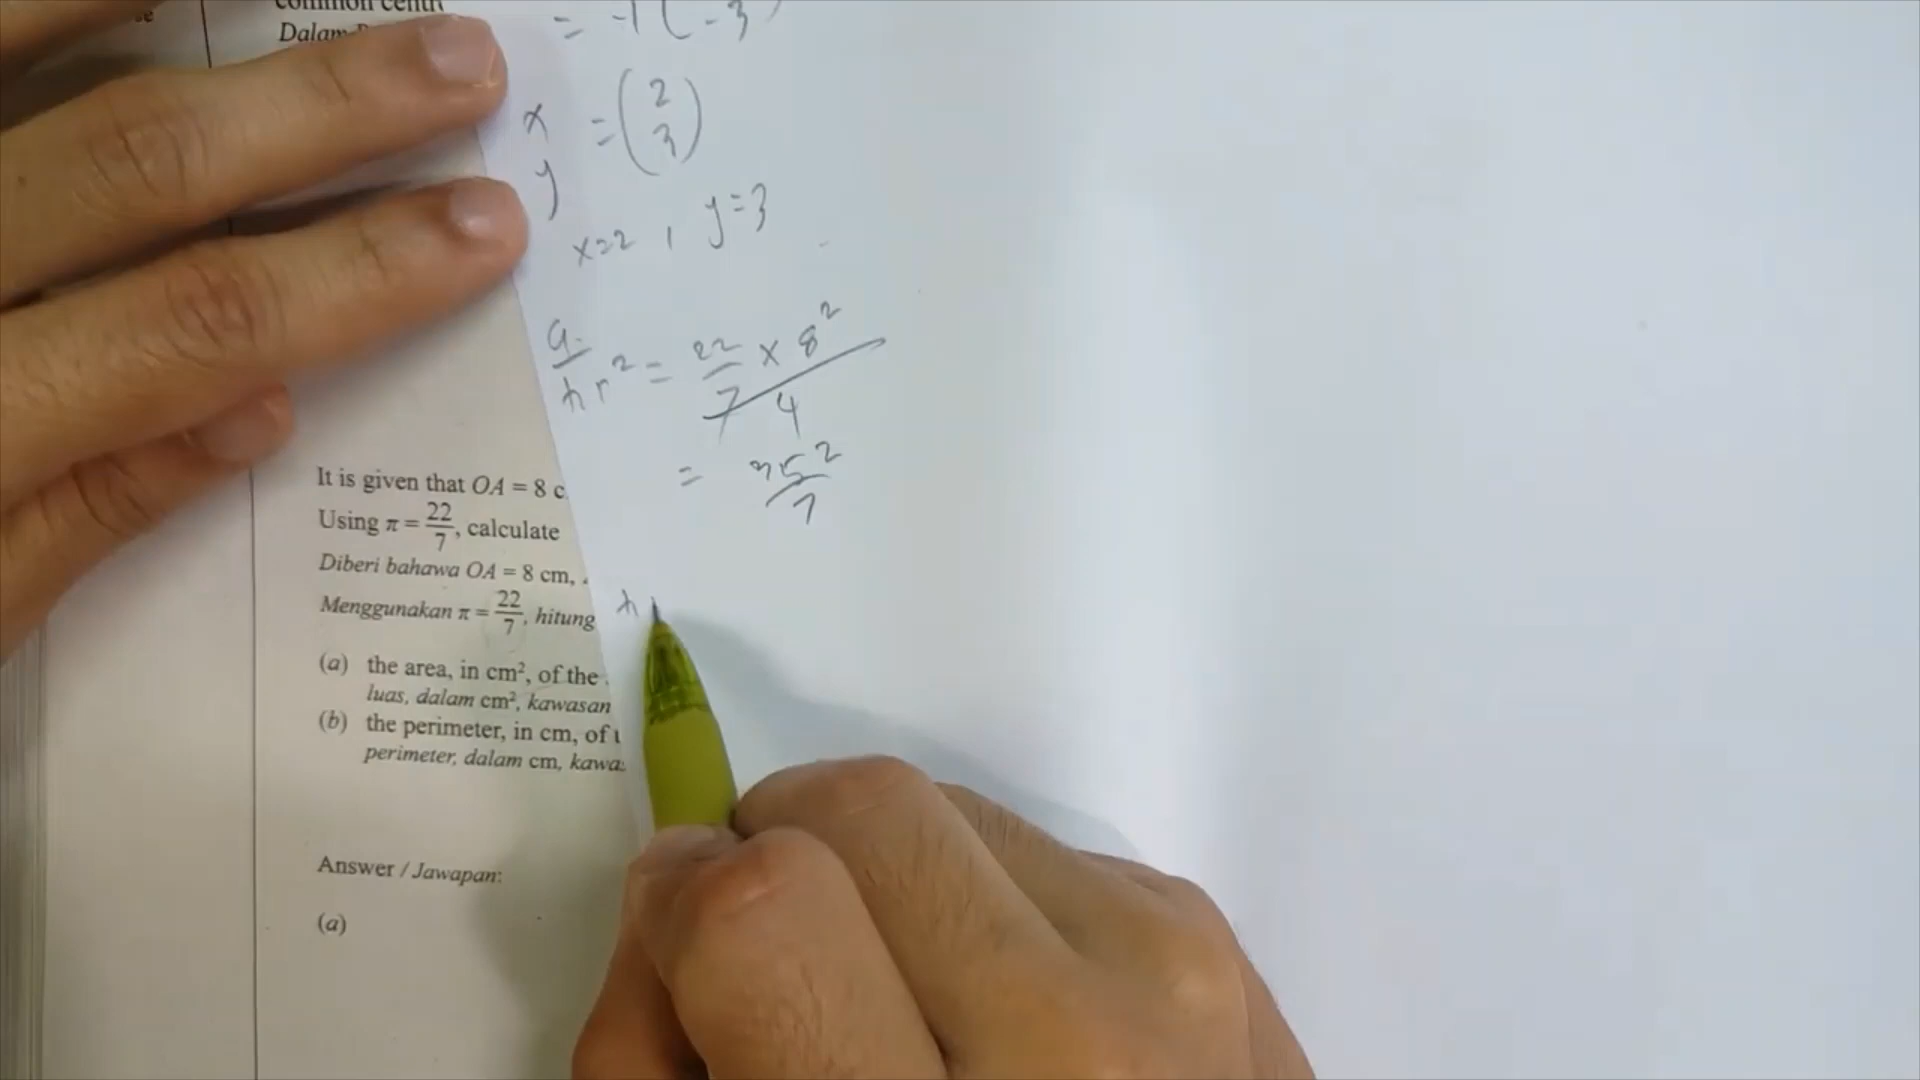 common centr
Dalam
= -1 ( -3 )
x
y = ( 2
3 )
x=2 , y=3
a.
πr² = 22/7 × 8²
4
= 352/7
It is given that OA = 8 c
Using π = 22/7, calculate
Diberi bahawa OA = 8 cm,
Menggunakan π = 22/7, hitung
π
(a) the area, in cm², of the
luas, dalam cm², kawasan
(b) the perimeter, in cm, of t
perimeter, dalam cm, kawa
Answer / Jawapan:
(a)